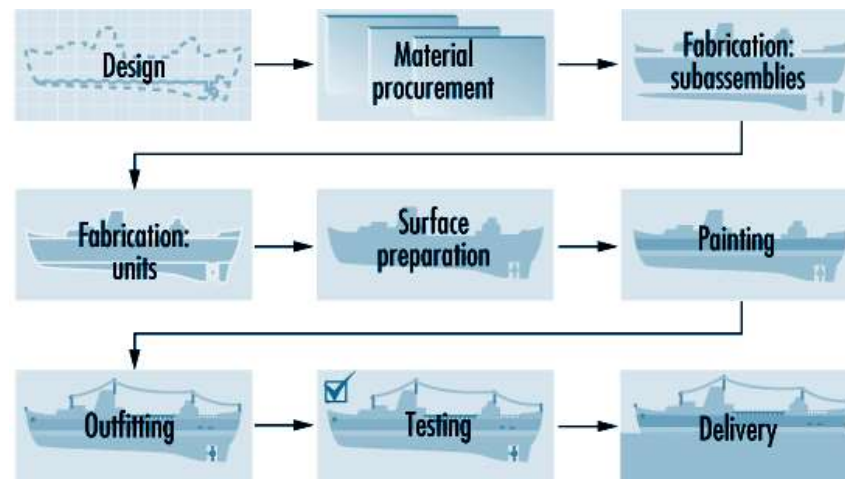 Design
Material
procurement
Fabrication:
subassemblies
Fabrication:
units
Surface
preparation
Painting
Outfitting
Testing
Delivery